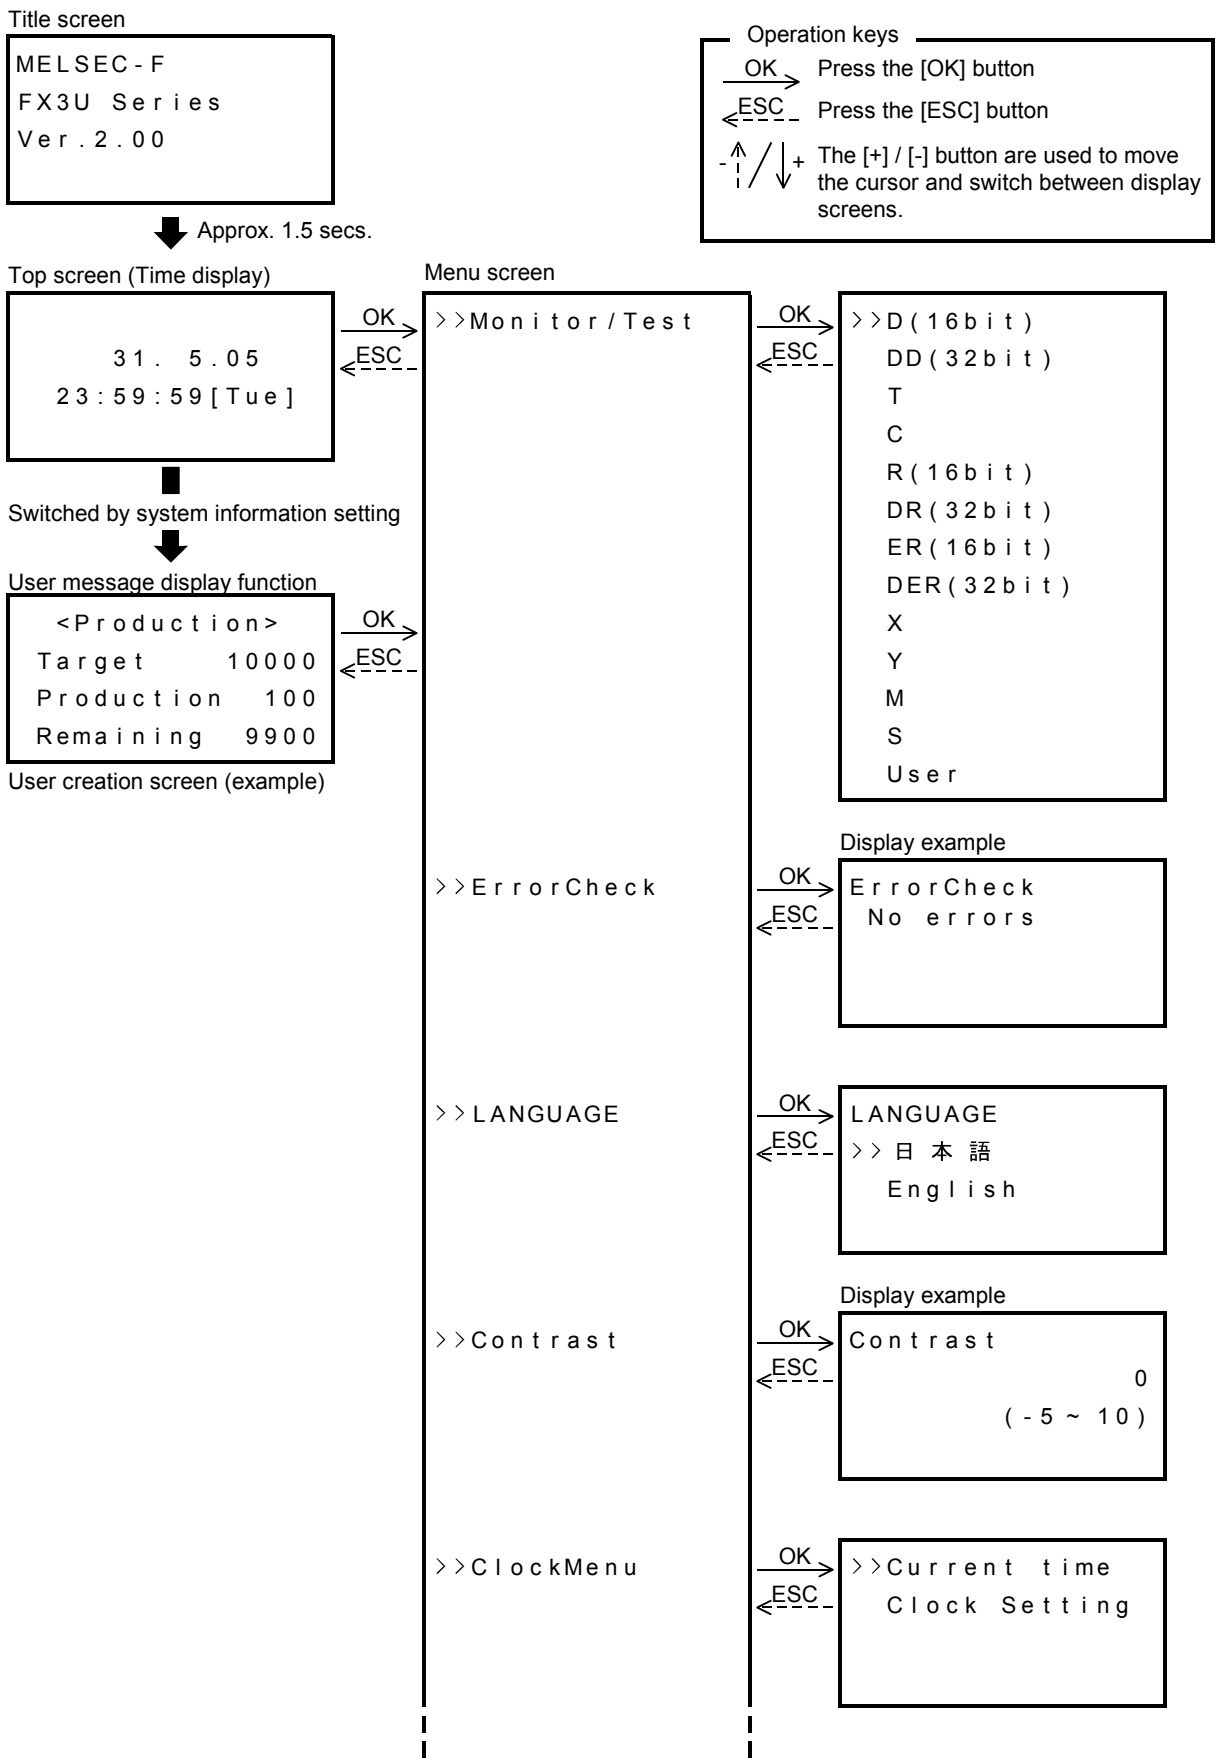 Title screen
MELSEC-F
FX3U Series
Ver.2.00
Operation keys
OK Press the [OK] button
ESC Press the [ESC] button
- / + The [+] / [-] button are used to move
the cursor and switch between display
screens.
Approx. 1.5 secs.
Top screen (Time display)
31. 5.05
23:59:59[Tue]
Switched by system information setting
User message display function
<Production>
Target 10000
Production 100
Remaining 9900
User creation screen (example)
OK
ESC
OK
ESC
Menu screen
>>Monitor/Test
OK
ESC
>>D(16bit)
DD(32bit)
T
C
R(16bit)
DR(32bit)
ER(16bit)
DER(32bit)
X
Y
M
S
User
>>ErrorCheck
OK
ESC
Display example
ErrorCheck
No errors
>>LANGUAGE
OK
ESC
LANGUAGE
>>日本語
English
>>Contrast
OK
ESC
Display example
Contrast
0
(-5~10)
>>ClockMenu
OK
ESC
>>Current time
Clock Setting